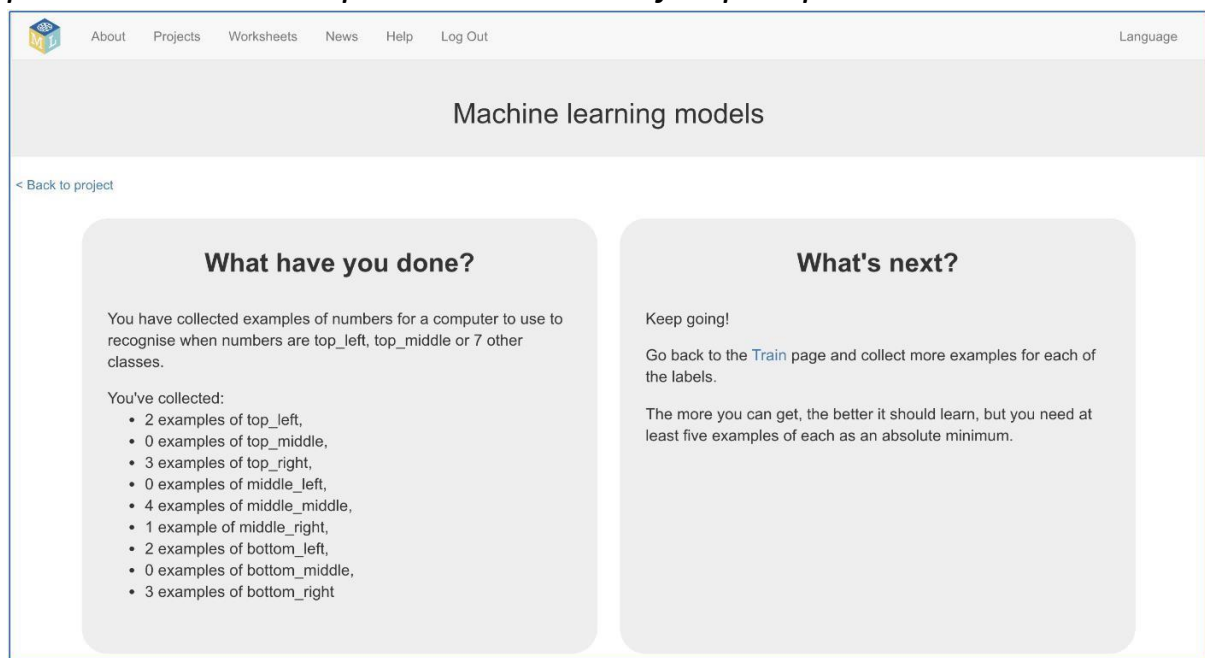 About Projects Worksheets News Help Log Out Language
Machine learning models
< Back to project
What have you done?
You have collected examples of numbers for a computer to use to
recognise when numbers are top_left, top_middle or 7 other
classes.
You've collected:
• 2 examples of top_left,
• 0 examples of top_middle,
• 3 examples of top_right,
• 0 examples of middle_left,
• 4 examples of middle_middle,
• 1 example of middle_right,
• 2 examples of bottom_left,
• 0 examples of bottom_middle,
• 3 examples of bottom_right
What's next?
Keep going!
Go back to the Train page and collect more examples for each of
the labels.
The more you can get, the better it should learn, but you need at
least five examples of each as an absolute minimum.